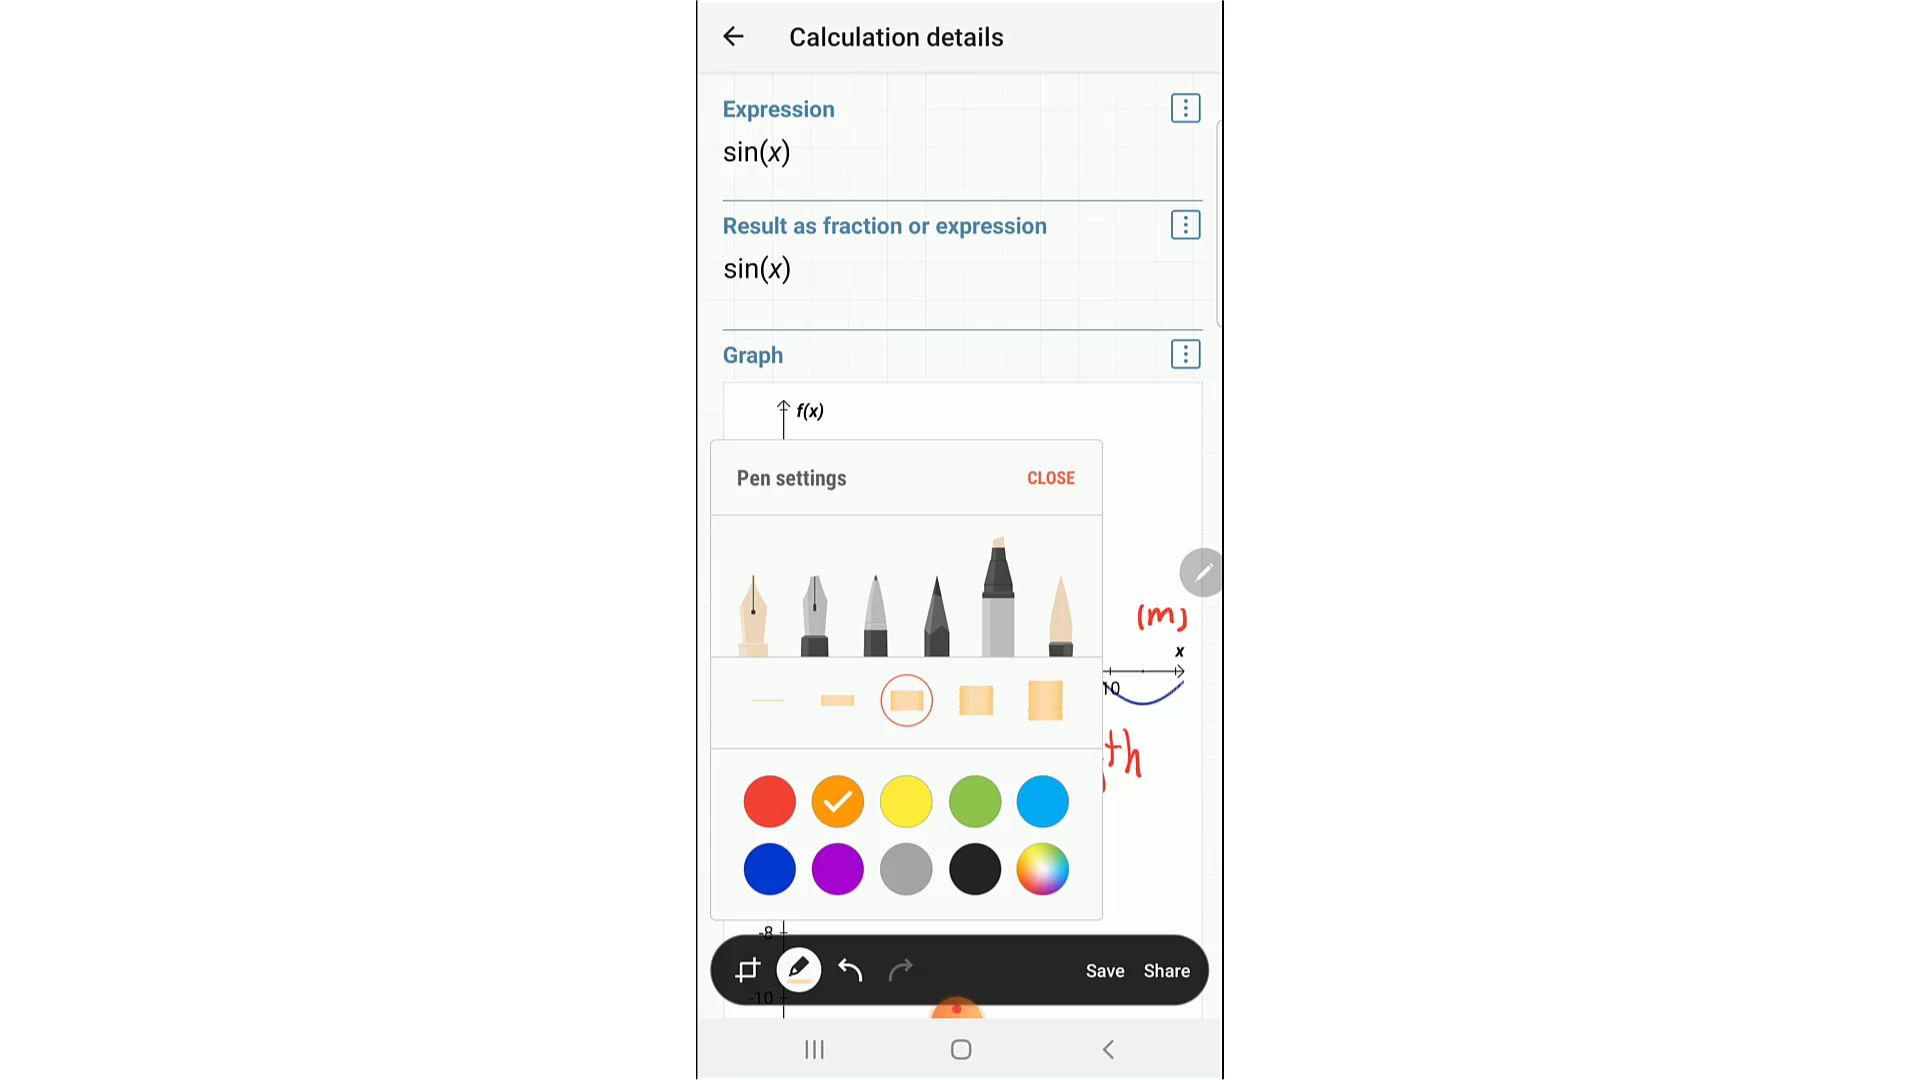 Calculation details
Expression
sin(x)
Result as fraction or expression
sin(x)
Graph
f(x)
Pen settings
CLOSE
(m)
x
10
th
-8
Save
Share
-10